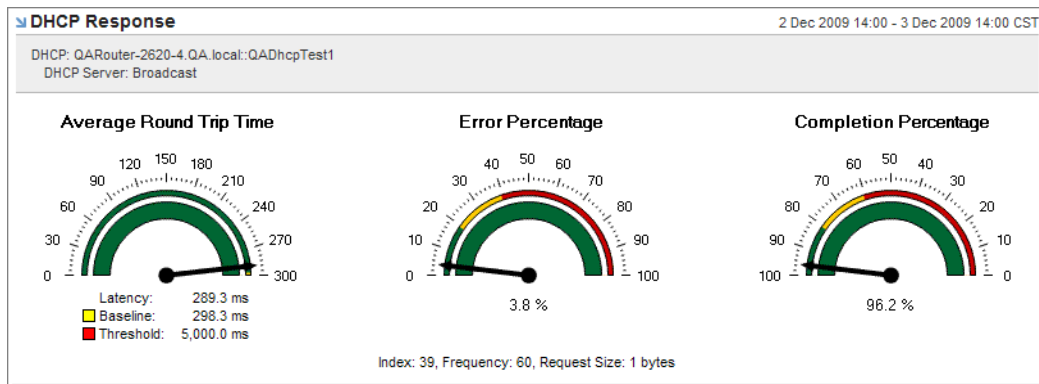 DHCP Response 2 Dec 2009 14:00 - 3 Dec 2009 14:00 CST
DHCP: QARouter-2620-4.QA.local::QADhcpTest1
DHCP Server: Broadcast
Average Round Trip Time
0 30 60 90 120 150 180 210 240 270 300
Latency: 289.3 ms
Baseline: 298.3 ms
Threshold: 5,000.0 ms
Error Percentage
0 10 20 30 40 50 60 70 80 90 100
3.8 %
Completion Percentage
100 90 80 70 60 50 40 30 20 10 0
96.2 %
Index: 39, Frequency: 60, Request Size: 1 bytes